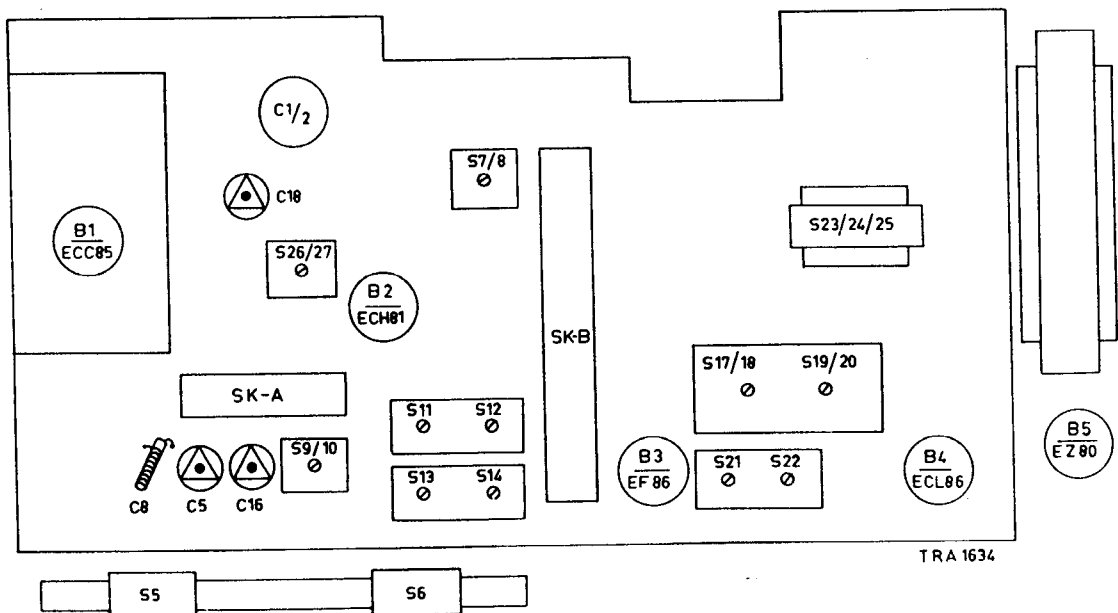 C1/2
S7/8
C18
S23/24/25
B1
ECC85
S26/27
B2
ECH81
SK-B
S17/18 S19/20
SK-A
S11 S12
S9/10
B3
EF86
S21 S22
B4
ECL86
B5
EZ80
S13 S14
C8 C5 C16
TRA 1634
S5 S6